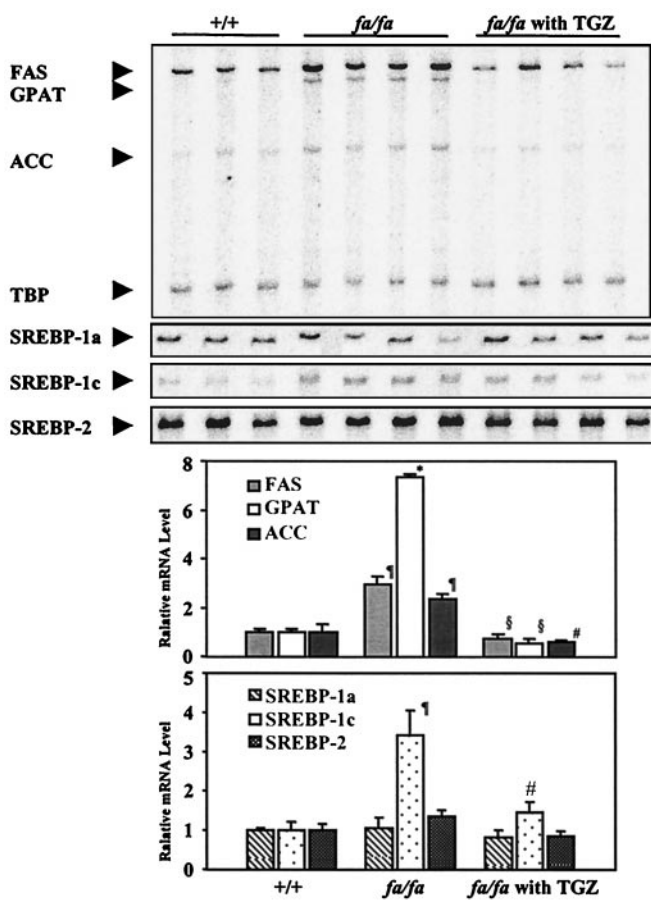 +/+ fa/fa fa/fa with TGZ
FAS
GPAT
ACC
TBP
SREBP-1a
SREBP-1c
SREBP-2
Ralative mRNA Level
8
6
4
2
0
FAS
GPAT
ACC
¶ * ¶
§ § #
Ralative mRNA Level
5
4
3
2
1
0
SREBP-1a
SREBP-1c
SREBP-2
¶
#
+/+ fa/fa fa/fa with TGZ